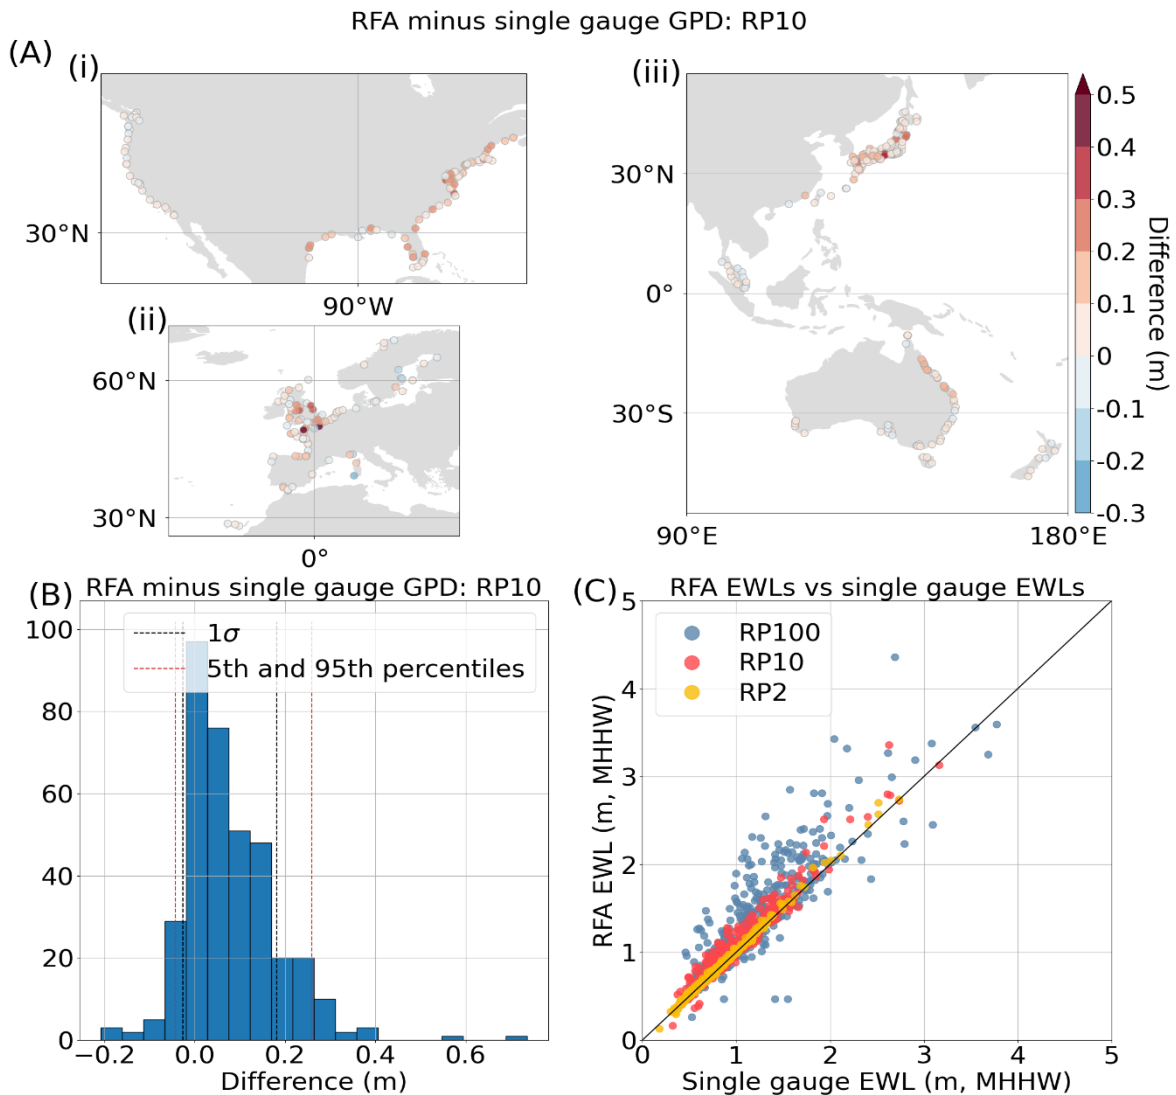 RFA minus single gauge GPD: RP10
(A)
(i)
30°N
90°W
(ii)
60°N
30°N
0°
(iii)
30°N
0°
30°S
90°E
180°E
0.5
0.4
0.3
0.2
0.1
0
-0.1
-0.2
-0.3
Difference (m)
(B)
RFA minus single gauge GPD: RP10
1σ
5th and 95th percentiles
100
80
60
40
20
0
−0.2
0.0
0.2
0.4
0.6
Difference (m)
(C)
RFA EWLs vs single gauge EWLs
RP100
RP10
RP2
5
4
3
2
1
0
RFA EWL (m, MHHW)
0
1
2
3
4
5
Single gauge EWL (m, MHHW)